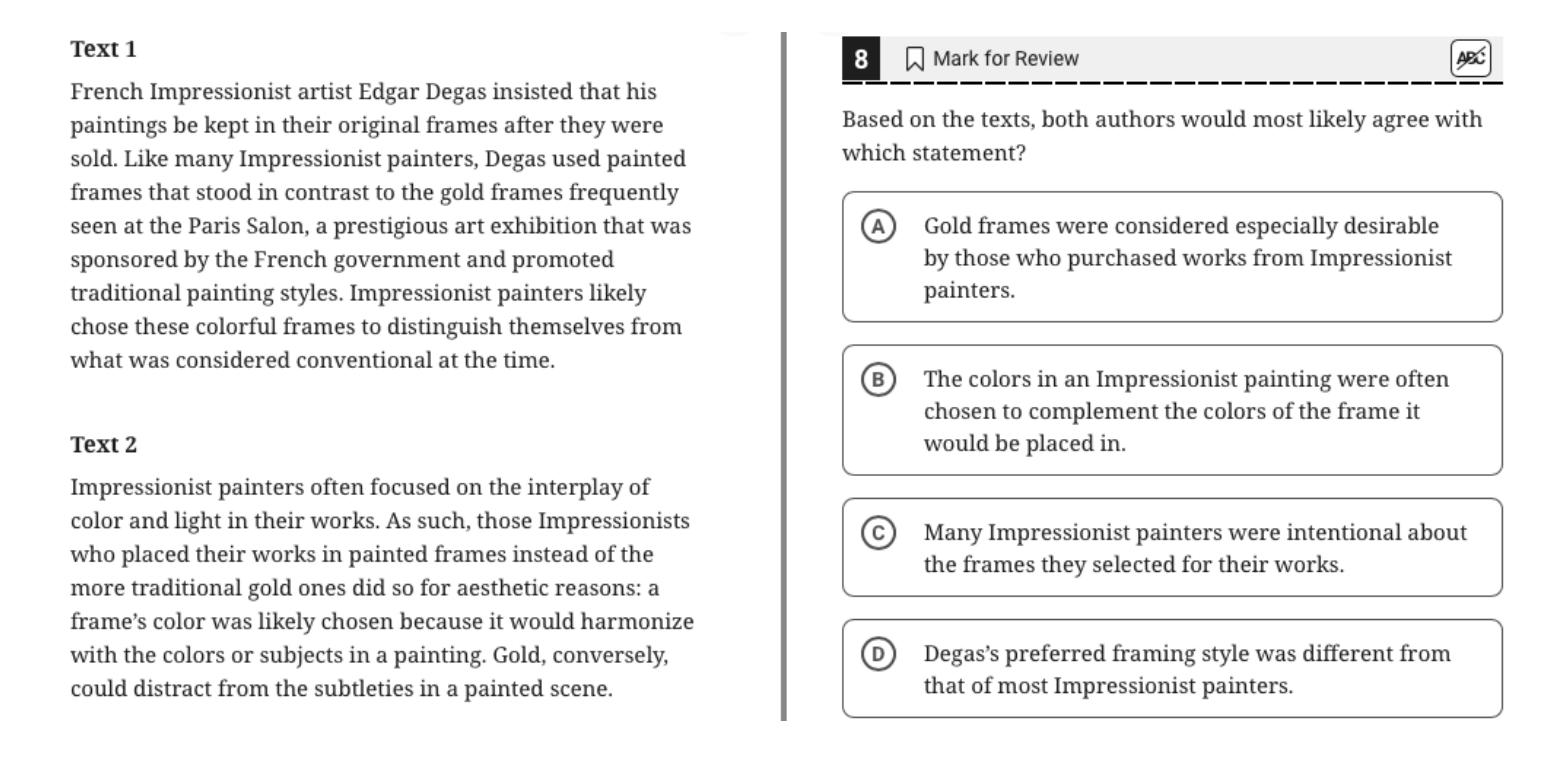 Text 1
French Impressionist artist Edgar Degas insisted that his
paintings be kept in their original frames after they were
sold. Like many Impressionist painters, Degas used painted
frames that stood in contrast to the gold frames frequently
seen at the Paris Salon, a prestigious art exhibition that was
sponsored by the French government and promoted
traditional painting styles. Impressionist painters likely
chose these colorful frames to distinguish themselves from
what was considered conventional at the time.
Text 2
Impressionist painters often focused on the interplay of
color and light in their works. As such, those Impressionists
who placed their works in painted frames instead of the
more traditional gold ones did so for aesthetic reasons: a
frame’s color was likely chosen because it would harmonize
with the colors or subjects in a painting. Gold, conversely,
could distract from the subtleties in a painted scene.
8 Mark for Review ABC
Based on the texts, both authors would most likely agree with
which statement?
A Gold frames were considered especially desirable
by those who purchased works from Impressionist
painters.
B The colors in an Impressionist painting were often
chosen to complement the colors of the frame it
would be placed in.
C Many Impressionist painters were intentional about
the frames they selected for their works.
D Degas’s preferred framing style was different from
that of most Impressionist painters.